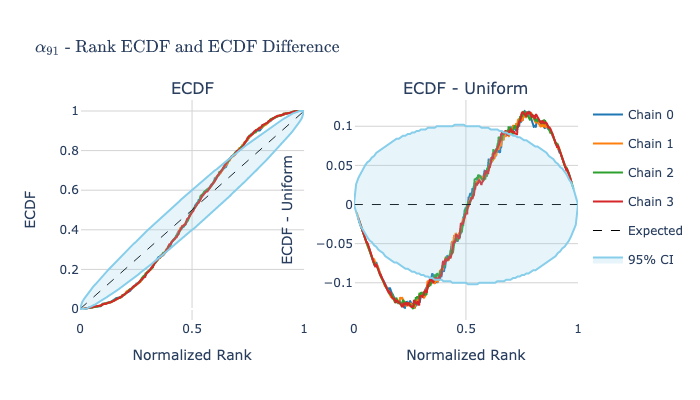 α91 - Rank ECDF and ECDF Difference
ECDF
ECDF - Uniform
ECDF
1
0.8
0.6
0.4
0.2
0
0
0.5
1
Normalized Rank
ECDF - Uniform
0.1
0.05
0
−0.05
−0.1
0
0.5
1
Normalized Rank
Chain 0
Chain 1
Chain 2
Chain 3
Expected
95% CI